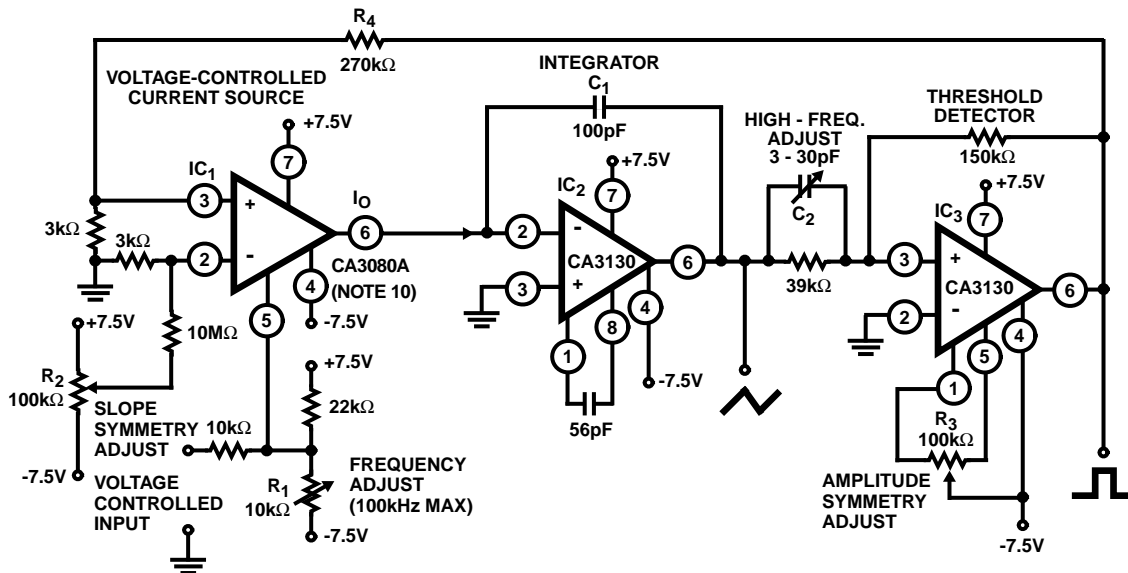 R4
270kΩ
VOLTAGE-CONTROLLED
CURRENT SOURCE
+7.5V
7
IC1
3
+
3kΩ
3kΩ
2
-
IO
6
CA3080A
(NOTE 10)
4
-7.5V
5
+7.5V
10MΩ
R2
100kΩ
SLOPE
SYMMETRY
ADJUST
-7.5V
VOLTAGE
CONTROLLED
INPUT
10kΩ
+7.5V
22kΩ
R1
10kΩ
FREQUENCY
ADJUST
(100kHz MAX)
-7.5V
INTEGRATOR
C1
100pF
+7.5V
IC2
7
2
-
CA3130
3
+
6
4
8
1
-7.5V
56pF
HIGH - FREQ.
ADJUST
3 - 30pF
C2
39kΩ
THRESHOLD
DETECTOR
150kΩ
+7.5V
IC3
7
3
+
CA3130
2
-
6
4
5
1
R3
100kΩ
AMPLITUDE
SYMMETRY
ADJUST
-7.5V